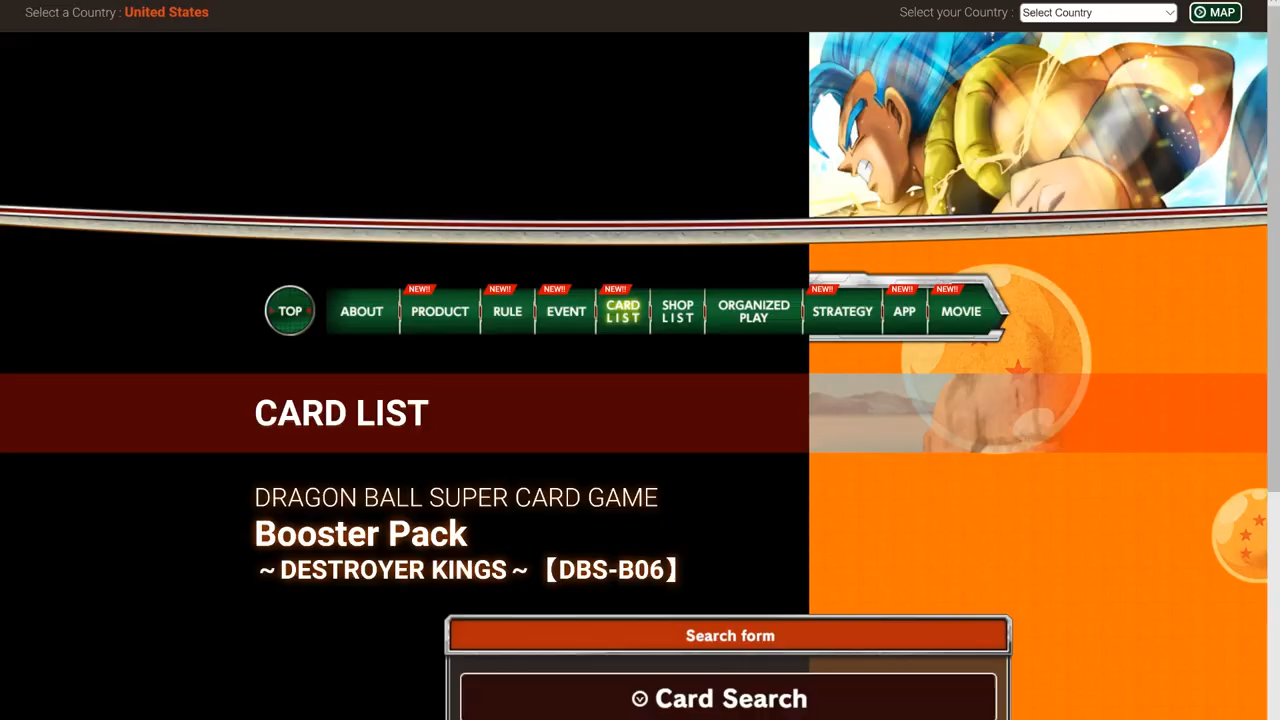 Select a Country : United States
Select your Country :
Select Country
MAP
TOP
ABOUT
NEW!!
PRODUCT
NEW!!
RULE
NEW!!
EVENT
NEW!!
CARD
LIST
SHOP
LIST
ORGANIZED
PLAY
NEW!!
STRATEGY
NEW!!
APP
NEW!!
MOVIE
CARD LIST
DRAGON BALL SUPER CARD GAME
Booster Pack
～DESTROYER KINGS～【DBS-B06】
Search form
Card Search